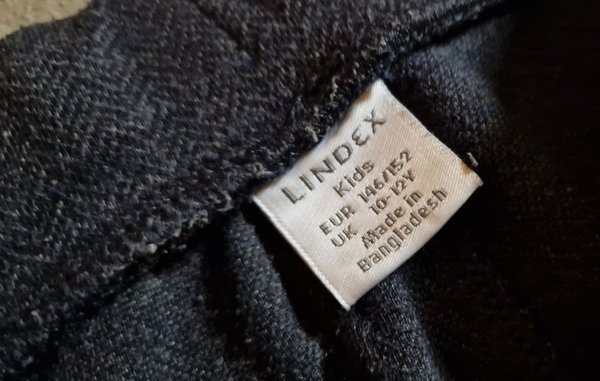 LINDEX
Kids
EUR 146/152
UK 10-12Y
Made in
Bangladesh